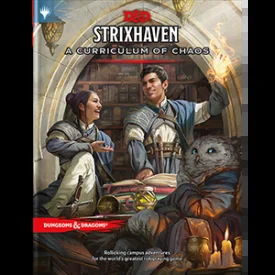 STRIXHAVEN
A CURRICULUM OF CHAOS
DUNGEONS & DRAGONS®
Rollicking campus adventures
for the world's greatest roleplaying game